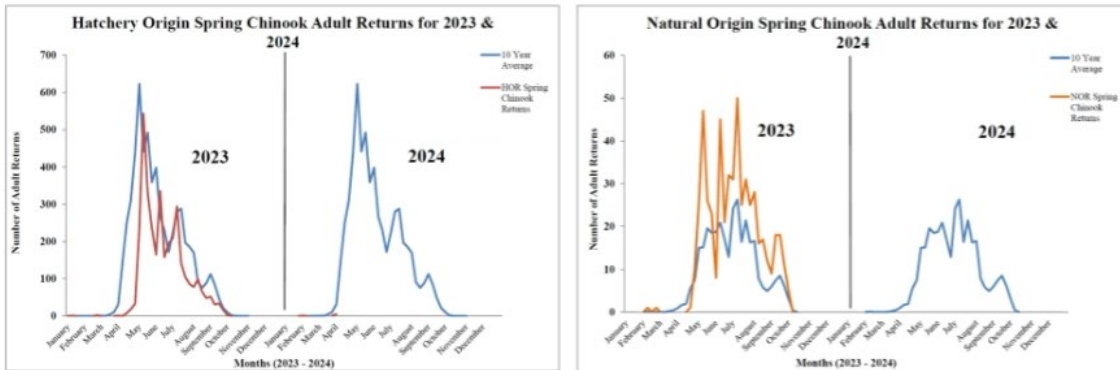 Hatchery Origin Spring Chinook Adult Returns for 2023 &
2024
700
600
500
400
300
200
100
0
Number of Adult Returns
10 Year
Average
HOR Spring
Chinook
Returns
2023
2024
January
February
March
April
May
June
July
August
September
October
November
December
January
February
March
April
May
June
July
August
September
October
November
December
Months (2023 - 2024)
Natural Origin Spring Chinook Adult Returns for 2023 &
2024
60
50
40
30
20
10
0
Number of Adult Returns
10 Year
Average
NOR Spring
Chinook
Returns
2023
2024
January
February
March
April
May
June
July
August
September
October
November
December
January
February
March
April
May
June
July
August
September
October
November
December
Months (2023 - 2024)